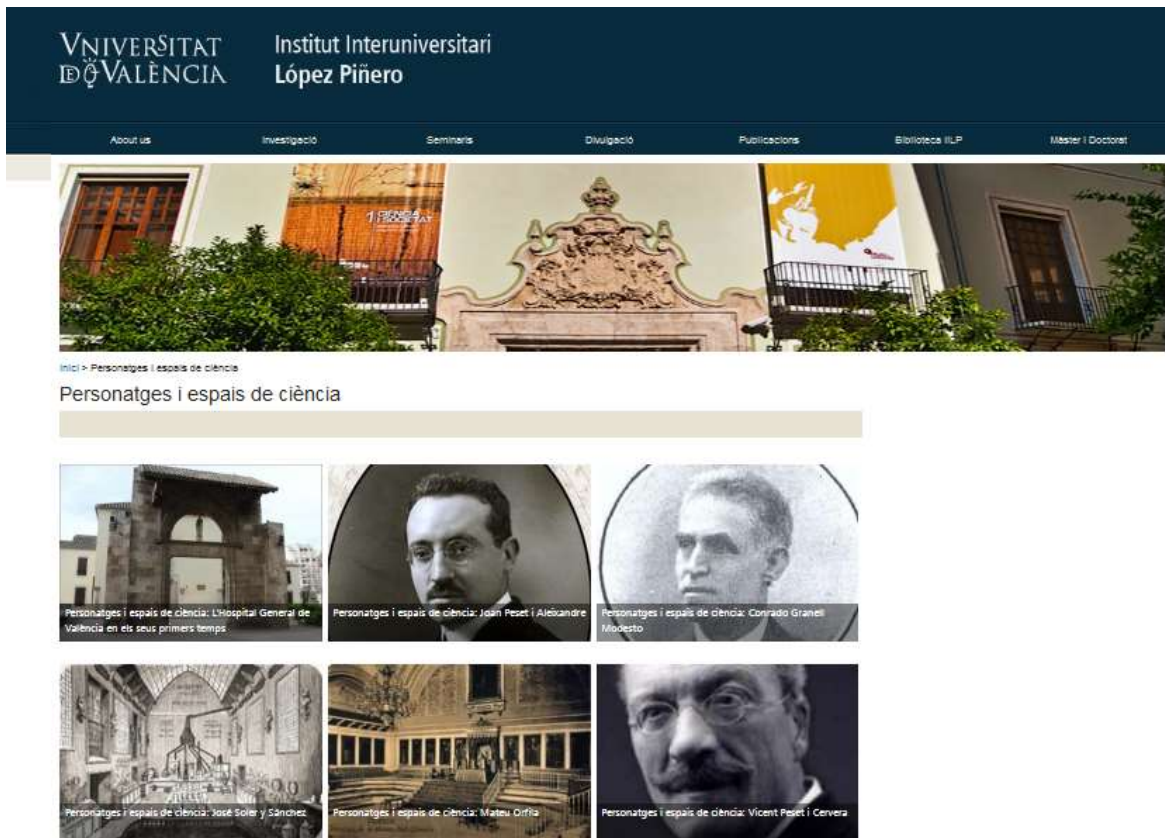 VNIVERSITAT
Institut Interuniversitari
DE VALÈNCIA
López Piñero
About us Investigació Seminaris Divulgació Publicacions Biblioteca IILP Màster i Doctorat
1 CIÈNCIA
I SOCIETAT
Inici > Personatges i espais de ciència
Personatges i espais de ciència
Personatges i espais de ciència: L'Hospital General de
València en els seus primers temps
Personatges i espais de ciència: Joan Peset i Aleixandre
Personatges i espais de ciència: Conrado Granell
Modesto
Personatges i espais de ciència: José Soler y Sánchez
Personatges i espais de ciència: Mateu Orfila
Personatges i espais de ciència: Vicent Peset i Cervera